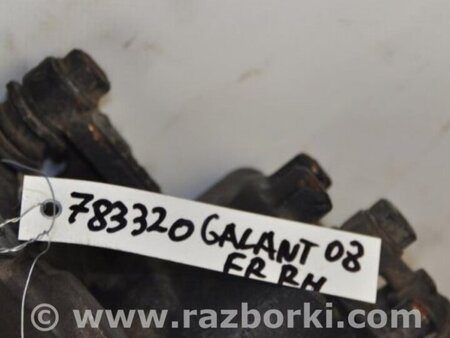 783320 GALANT 08
FR RH
© www.razborki.com